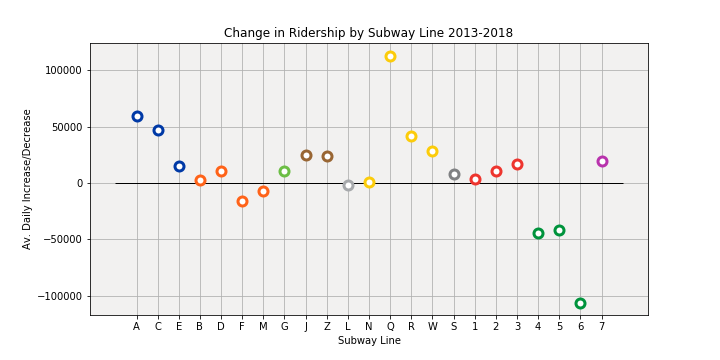 Change in Ridership by Subway Line 2013-2018
Av. Daily Increase/Decrease
100000
50000
0
−50000
−100000
A C E B D F M G J Z L N Q R W S 1 2 3 4 5 6 7
Subway Line